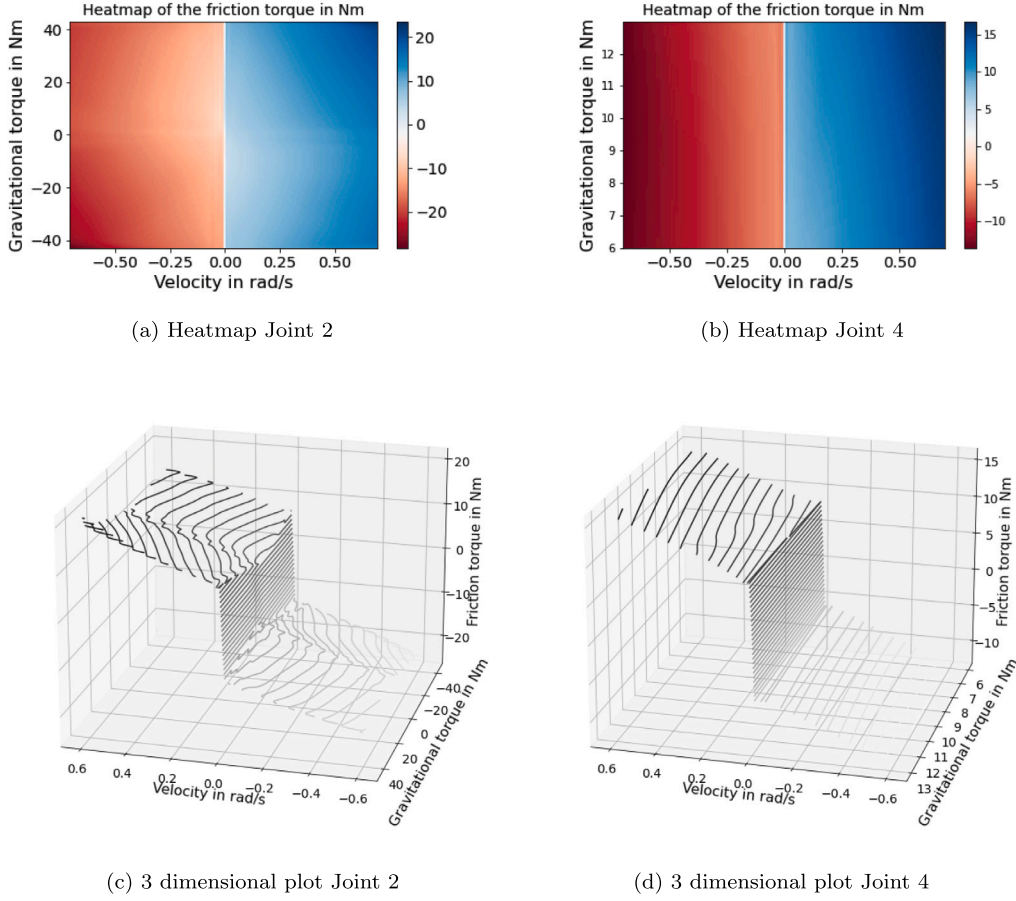 Heatmap of the friction torque in Nm
Gravitational torque in Nm
40
20
0
−20
−40
−0.50 −0.25 0.00 0.25 0.50
Velocity in rad/s
20
10
0
−10
−20
(a) Heatmap Joint 2
Heatmap of the friction torque in Nm
Gravitational torque in Nm
12
11
10
9
8
7
6
−0.50 −0.25 0.00 0.25 0.50
Velocity in rad/s
15
10
5
0
−5
−10
(b) Heatmap Joint 4
20
10
0
−10
−20
Friction torque in Nm
−40
−20
0
20
40
Gravitational torque in Nm
0.6 0.4 0.2 0.0 −0.2 −0.4 −0.6
Velocity in rad/s
(c) 3 dimensional plot Joint 2
15
10
5
0
−5
−10
Friction torque in Nm
6
7
8
9
10
11
12
13
Gravitational torque in Nm
0.6 0.4 0.2 0.0 −0.2 −0.4 −0.6
Velocity in rad/s
(d) 3 dimensional plot Joint 4